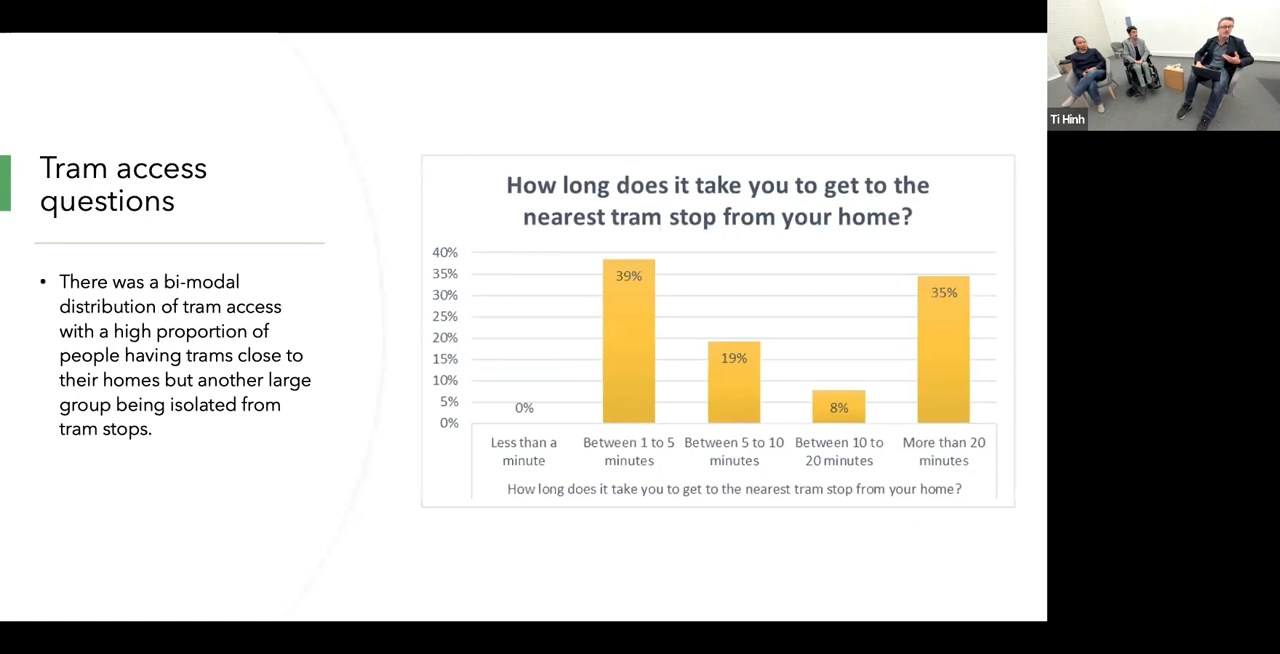 Tram access
questions
• There was a bi-modal
distribution of tram access
with a high proportion of
people having trams close to
their homes but another large
group being isolated from
tram stops.
How long does it take you to get to the
nearest tram stop from your home?
40%
35%
30%
25%
20%
15%
10%
5%
0%
0%
39%
19%
8%
35%
Less than a
minute
Between 1 to 5
minutes
Between 5 to 10
minutes
Between 10 to
20 minutes
More than 20
minutes
How long does it take you to get to the nearest tram stop from your home?
Ti Hinh